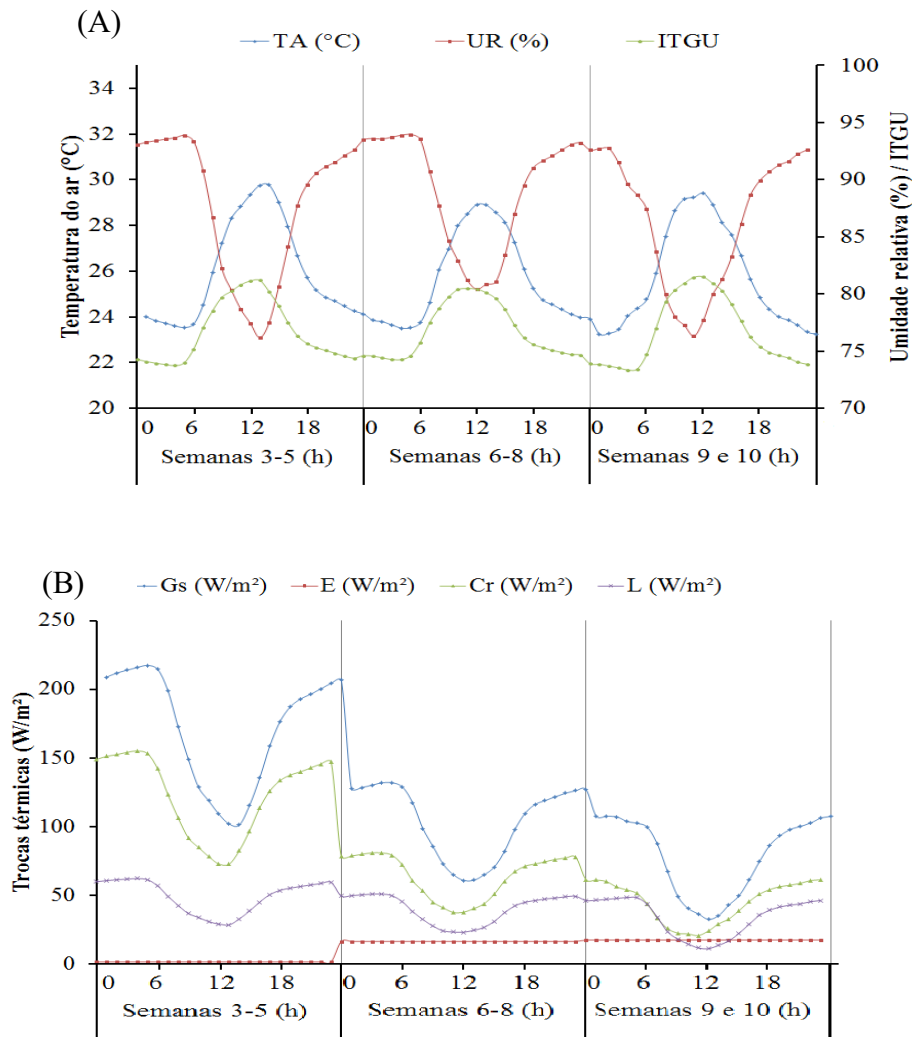 (A)
TA (°C) UR (%) ITGU
Temperatura do ar (°C)
34
32
30
28
26
24
22
20
100
95
90
85
80
75
70
Umidade relativa (%) / ITGU
0 6 12 18 0 6 12 18 0 6 12 18
Semanas 3-5 (h) Semanas 6-8 (h) Semanas 9 e 10 (h)
(B)
Gs (W/m²) E (W/m²) Cr (W/m²) L (W/m²)
Trocas térmicas (W/m²)
250
200
150
100
50
0
0 6 12 18 0 6 12 18 0 6 12 18
Semanas 3-5 (h) Semanas 6-8 (h) Semanas 9 e 10 (h)